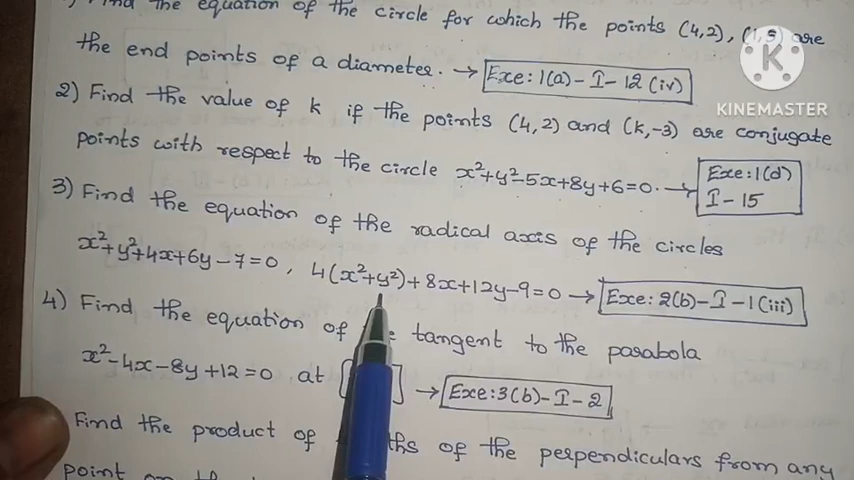 Find the equation of the circle for which the points (4,2), (1,5) are
the end points of a diameter. → Exe: 1(a)-I-12(iv)
KINEMASTER
2) Find the value of k if the points (4,2) and (k,-3) are conjugate
points with respect to the circle x²+y²-5x+8y+6=0. → Exe: 1(d) I-15
3) Find the equation of the radical axis of the circles
x²+y²+4x+6y-7=0, 4(x²+y²)+8x+12y-9=0 → Exe: 2(b)-I-1(iii)
4) Find the equation of tangent to the parabola
x²-4x-8y+12=0 at [ ] → Exe: 3(b)-I-2
Find the product of ths of the perpendiculars from any
point on the